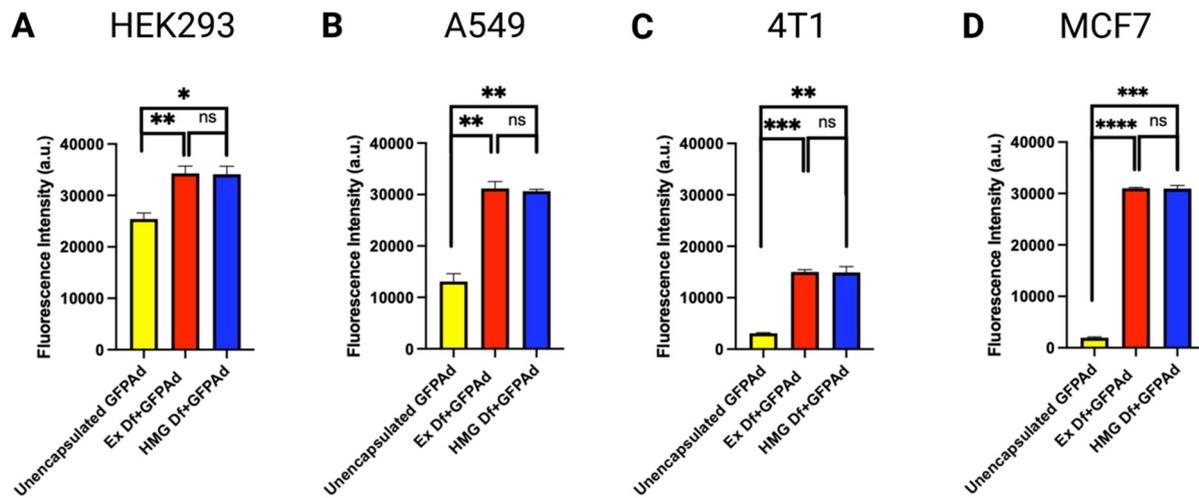 A HEK293
*
** ns
Fluorescence Intensity (a.u.)
40000
30000
20000
10000
0
Unencapsulated GFPAd
Ex Df+GFPAd
HMG Df+GFPAd
B A549
**
** ns
Fluorescence Intensity (a.u.)
40000
30000
20000
10000
0
Unencapsulated GFPAd
Ex Df+GFPAd
HMG Df+GFPAd
C 4T1
**
*** ns
Fluorescence Intensity (a.u.)
40000
30000
20000
10000
0
Unencapsulated GFPAd
Ex Df+GFPAd
HMG Df+GFPAd
D MCF7
***
**** ns
Fluorescence Intensity (a.u.)
40000
30000
20000
10000
0
Unencapsulated GFPAd
Ex Df+GFPAd
HMG Df+GFPAd